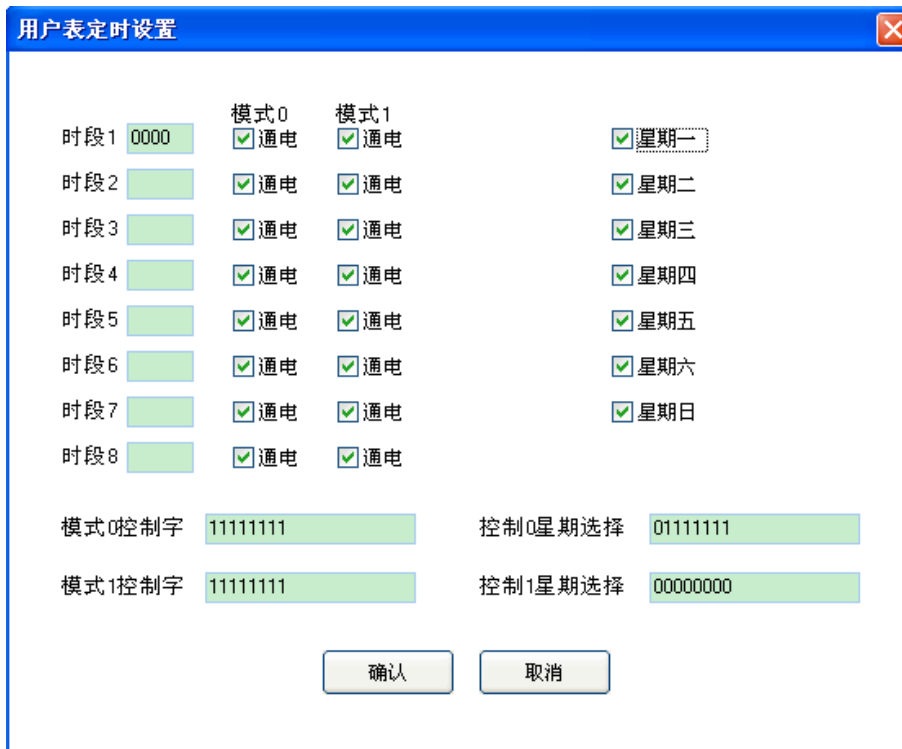 用户表定时设置
模式0 模式1
时段1 0000 通电 通电 星期一
时段2 通电 通电 星期二
时段3 通电 通电 星期三
时段4 通电 通电 星期四
时段5 通电 通电 星期五
时段6 通电 通电 星期六
时段7 通电 通电 星期日
时段8 通电 通电
模式0控制字 11111111 控制0星期选择 01111111
模式1控制字 11111111 控制1星期选择 00000000
确认 取消